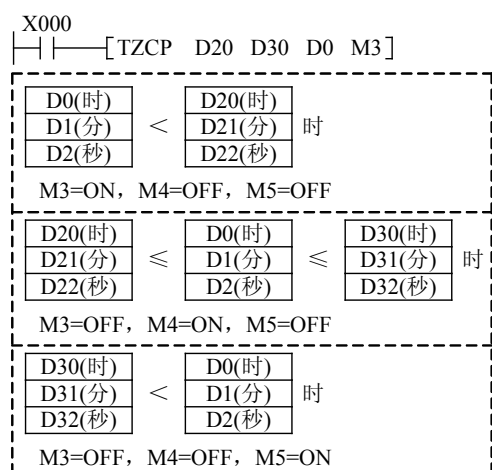 X000
TZCP D20 D30 D0 M3
D0(时) D20(时)
D1(分) < D21(分) 时
D2(秒) D22(秒)
M3=ON，M4=OFF，M5=OFF
D20(时) D0(时) D30(时)
D21(分) ≤ D1(分) ≤ D31(分) 时
D22(秒) D2(秒) D32(秒)
M3=OFF，M4=ON，M5=OFF
D30(时) D0(时)
D31(分) < D1(分) 时
D32(秒) D2(秒)
M3=OFF，M4=OFF，M5=ON